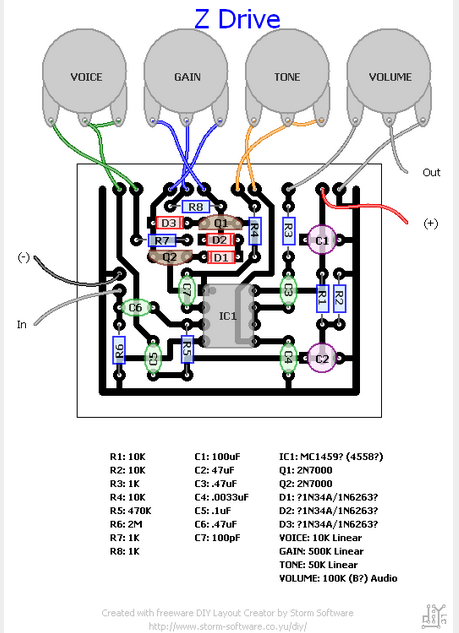 Z Drive
VOICE
GAIN
TONE
VOLUME
Out
(+)
(-)
In
R8
D3
Q1
R7
D2
R4
R3
C1
Q2
D1
C7
C3
R1
R2
C6
IC1
R6
C5
R5
C4
C2
R1: 10K
R2: 10K
R3: 1K
R4: 10K
R5: 470K
R6: 2M
R7: 1K
R8: 1K
C1: 100uF
C2: 47uF
C3: .47uF
C4: .0033uF
C5: .1uF
C6: .47uF
C7: 100pF
IC1: MC1459? (4558?)
Q1: 2N7000
Q2: 2N7000
D1: ?1N34A/1N6263?
D2: ?1N34A/1N6263?
D3: ?1N34A/1N6263?
VOICE: 10K Linear
GAIN: 500K Linear
TONE: 50K Linear
VOLUME: 100K (B?) Audio
Created with freeware DIY Layout Creator by Storm Software
http://www.storm-software.co.yu/diy/